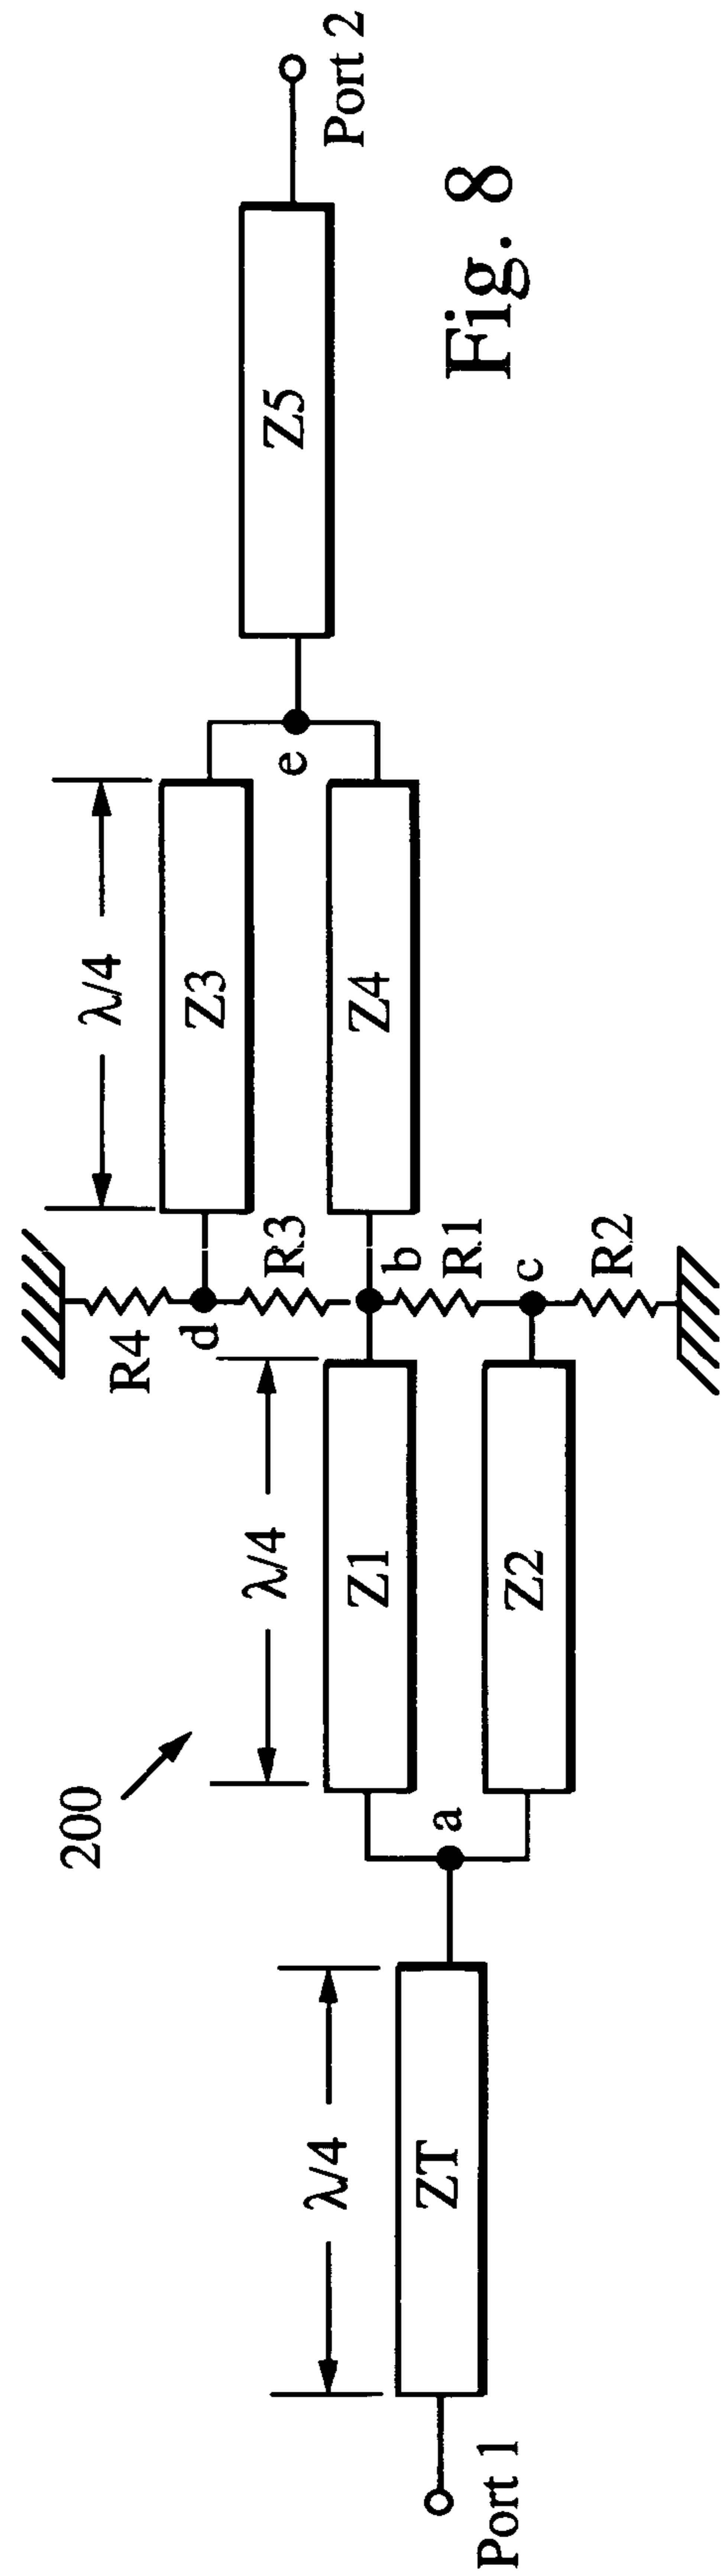 200
λ/4
λ/4
λ/4
Port 1
ZT
a
Z1
Z2
R4
d
R3
b
R1
c
R2
Z3
Z4
e
Z5
Port 2
Fig. 8